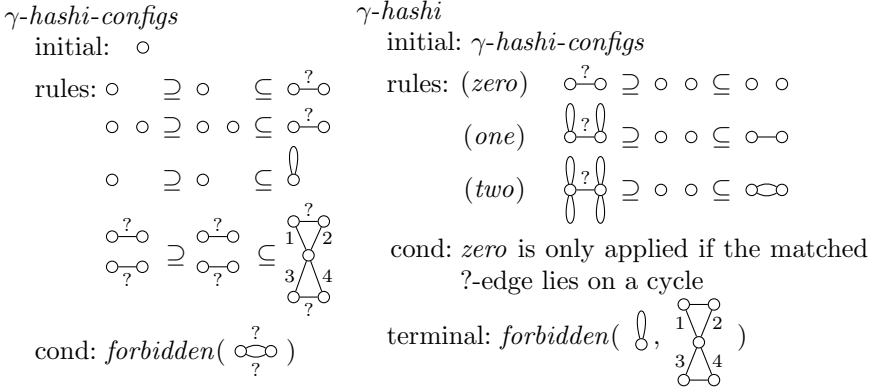 γ-hashi-configs
initial:
rules: ⊇ ⊆ ?
⊇ ⊆ ?
⊇ ⊆
? ? ⊇ ? ? ⊆ ? 1 2 3 4 ?
cond: forbidden( ? ? )
γ-hashi
initial: γ-hashi-configs
rules: (zero) ? ⊇ ⊆
(one) ? ⊇ ⊆
(two) ? ⊇ ⊆
cond: zero is only applied if the matched
?-edge lies on a cycle
terminal: forbidden( , 1 2 3 4 )